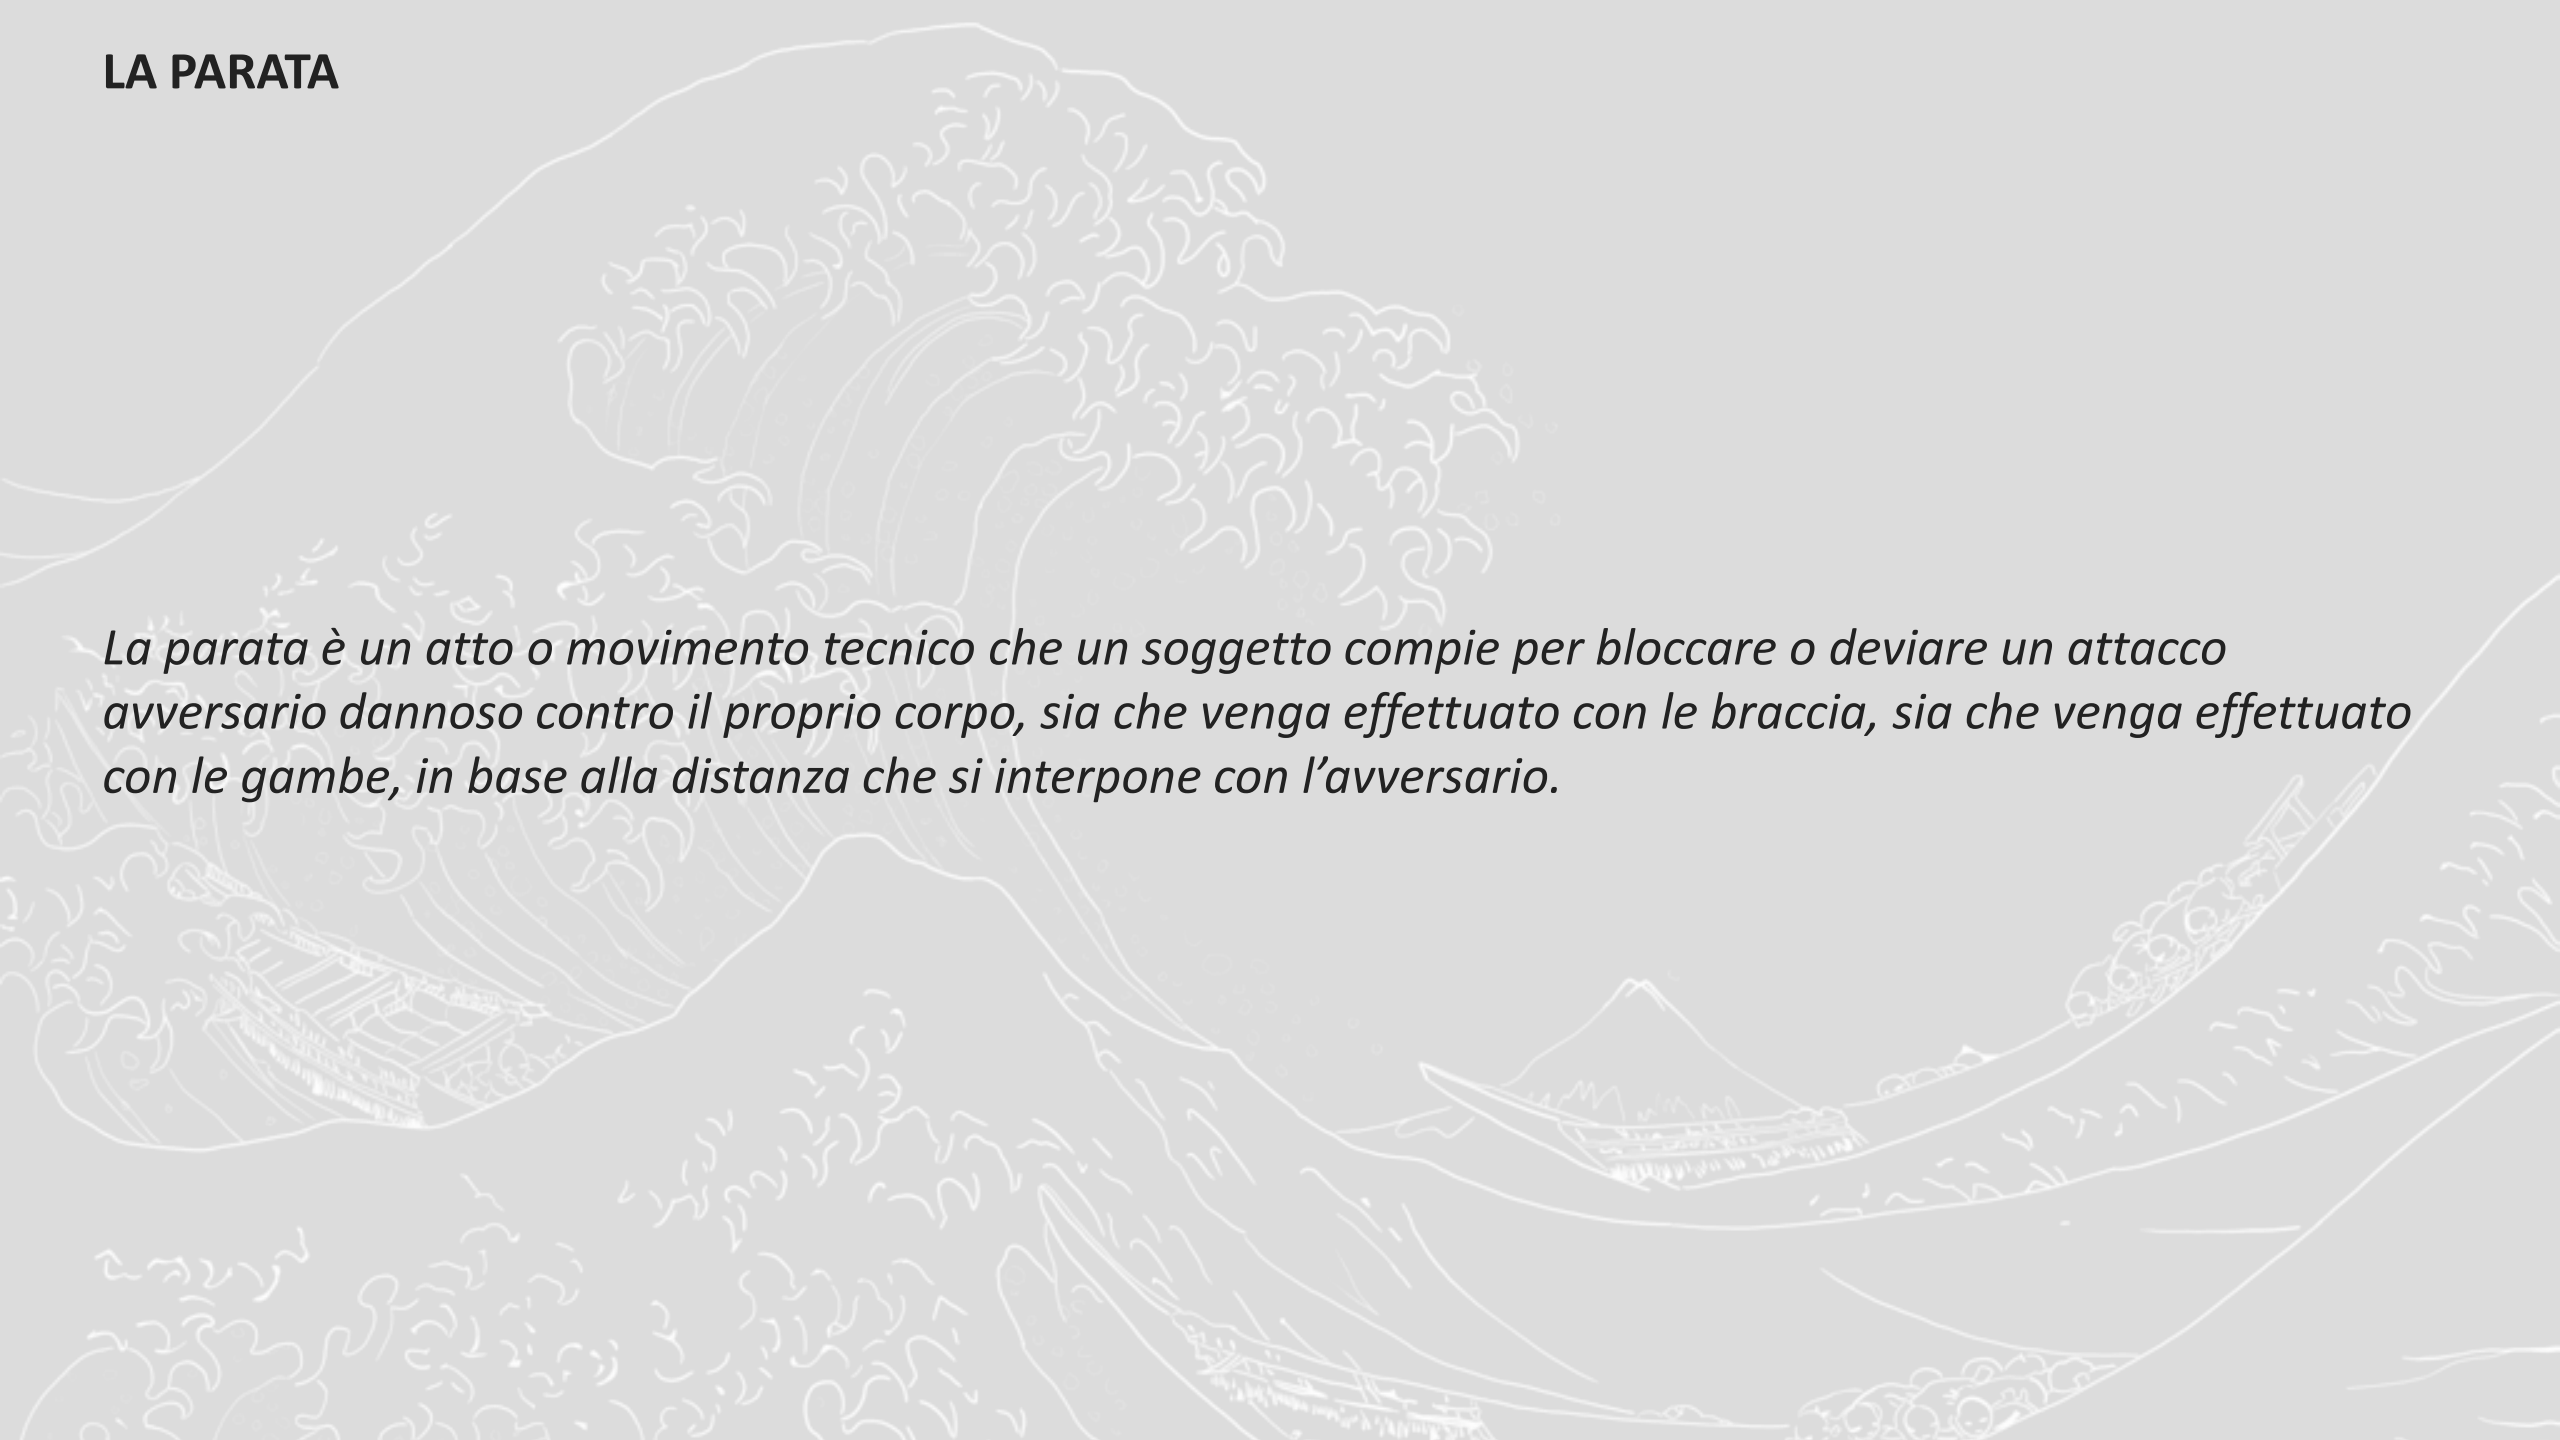 LA PARATA
La parata è un atto o movimento tecnico che un soggetto compie per bloccare o deviare un attacco
avversario dannoso contro il proprio corpo, sia che venga effettuato con le braccia, sia che venga effettuato
con le gambe, in base alla distanza che si interpone con l’avversario.